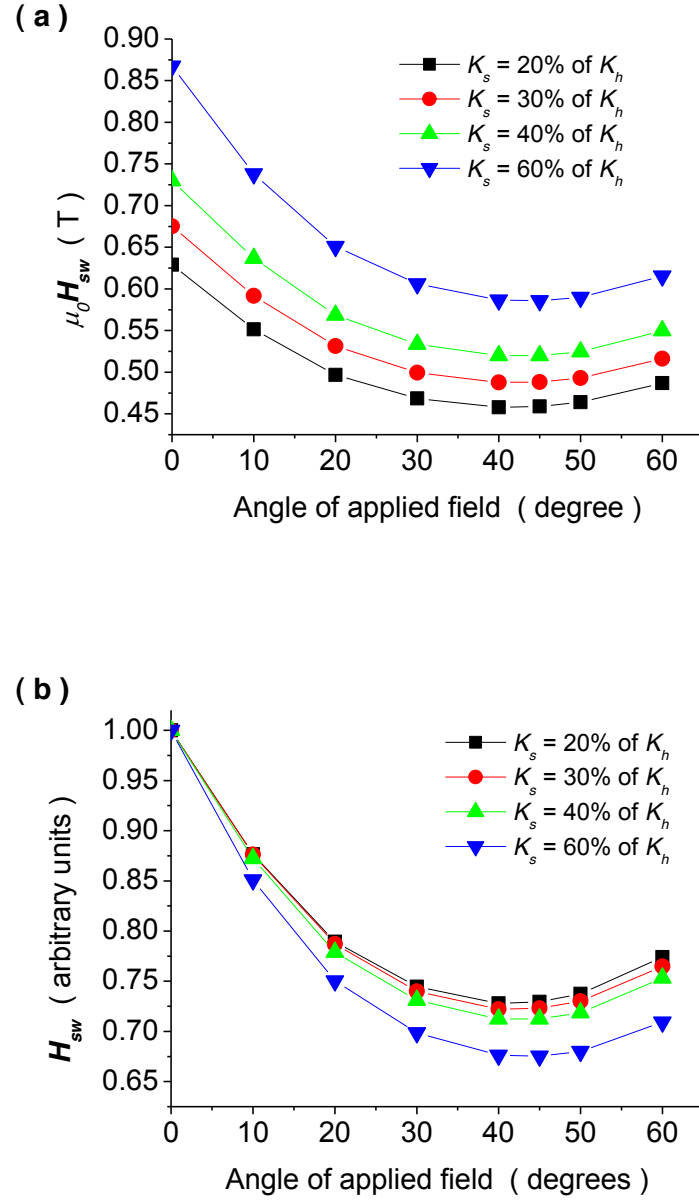 ( a )
0.90
0.85
0.80
0.75
0.70
0.65
0.60
0.55
0.50
0.45
μ0Hsw ( T )
Ks = 20% of Kh
Ks = 30% of Kh
Ks = 40% of Kh
Ks = 60% of Kh
0 10 20 30 40 50 60
Angle of applied field ( degree )
( b )
1.00
0.95
0.90
0.85
0.80
0.75
0.70
0.65
Hsw ( arbitrary units )
Ks = 20% of Kh
Ks = 30% of Kh
Ks = 40% of Kh
Ks = 60% of Kh
0 10 20 30 40 50 60
Angle of applied field ( degrees )